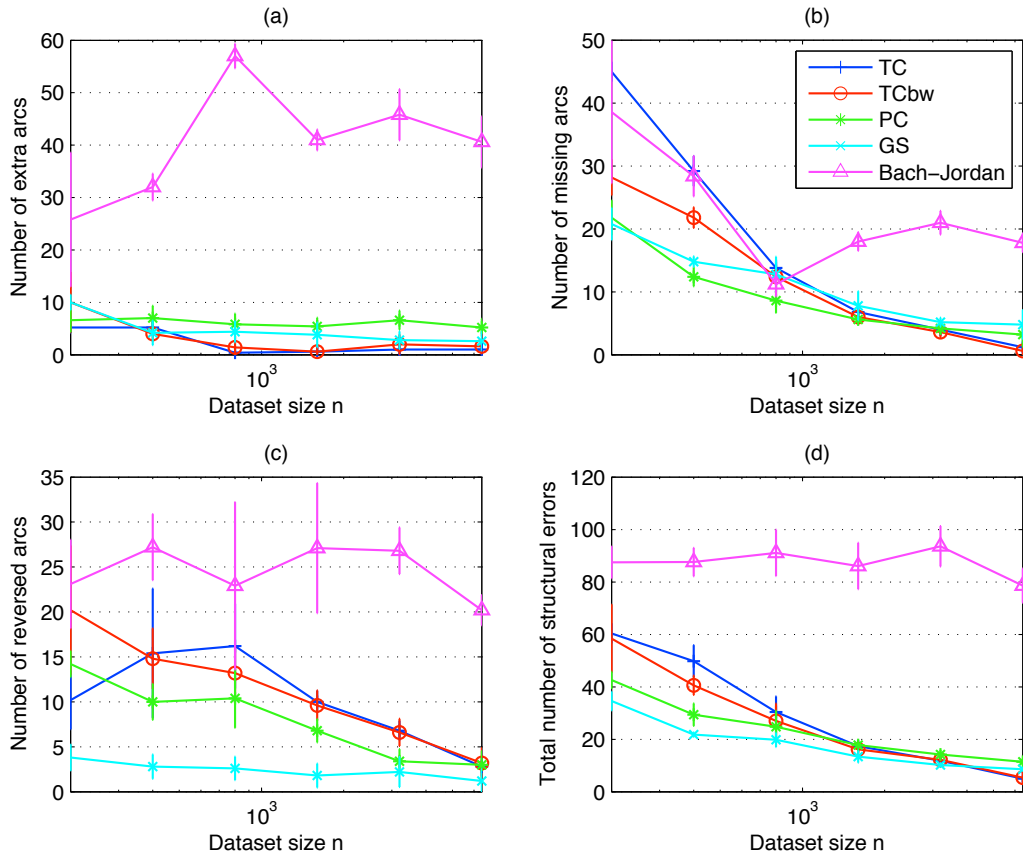 (a)
60
50
40
30
20
10
0
Number of extra arcs
10³
Dataset size n
(b)
50
40
30
20
10
0
Number of missing arcs
TC
TCbw
PC
GS
Bach−Jordan
10³
Dataset size n
(c)
35
30
25
20
15
10
5
0
Number of reversed arcs
10³
Dataset size n
(d)
120
100
80
60
40
20
0
Total number of structural errors
10³
Dataset size n